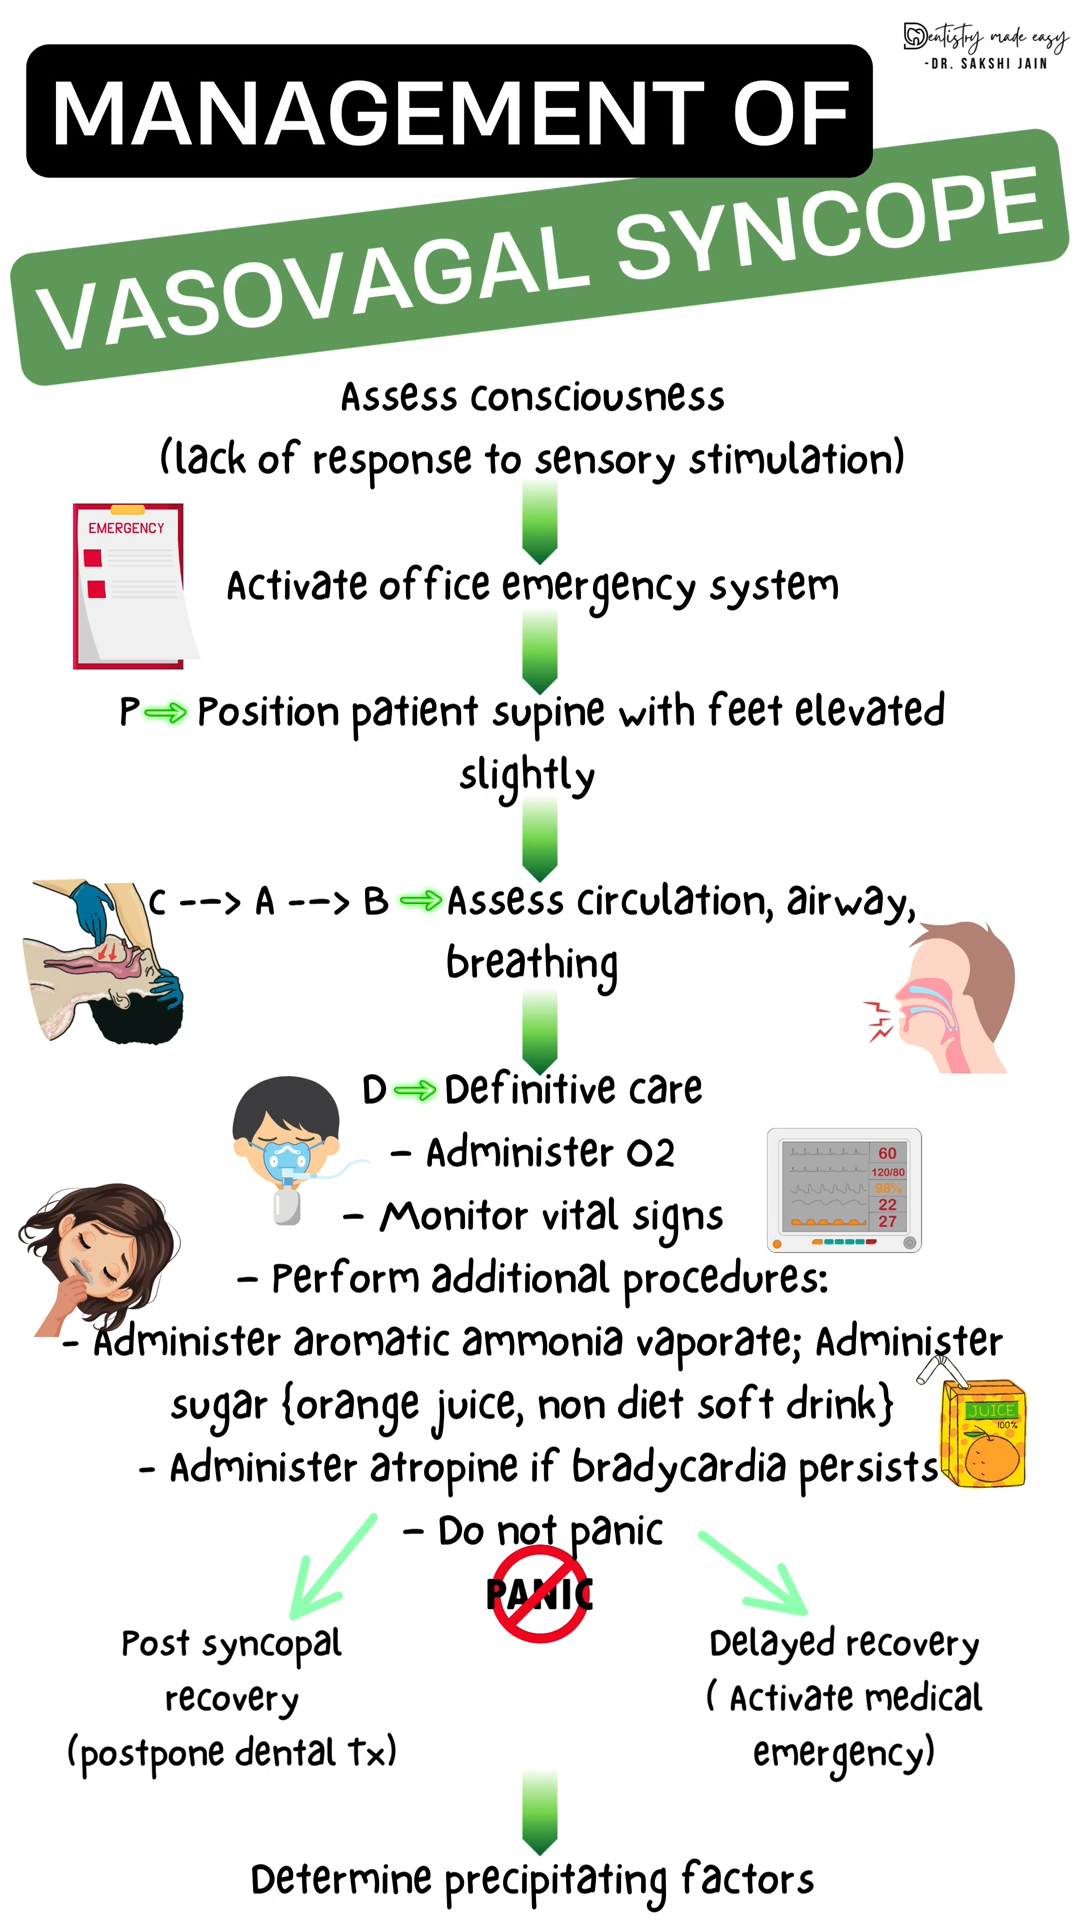 Dentistry made easy
-DR. SAKSHI JAIN
MANAGEMENT OF
VASOVAGAL SYNCOPE
Assess consciousness
(lack of response to sensory stimulation)
EMERGENCY
Activate office emergency system
P ⇒ Position patient supine with feet elevated
slightly
C --> A --> B ⇒ Assess circulation, airway,
breathing
D ⇒ Definitive care
- Administer O2
- Monitor vital signs
60
120/80
98%
22
27
- Perform additional procedures:
- Administer aromatic ammonia vaporate; Administer
sugar {orange juice, non diet soft drink}
JUICE
100%
- Administer atropine if bradycardia persists
- Do not panic
PANIC
Post syncopal
recovery
(postpone dental Tx)
Delayed recovery
( Activate medical
emergency)
Determine precipitating factors